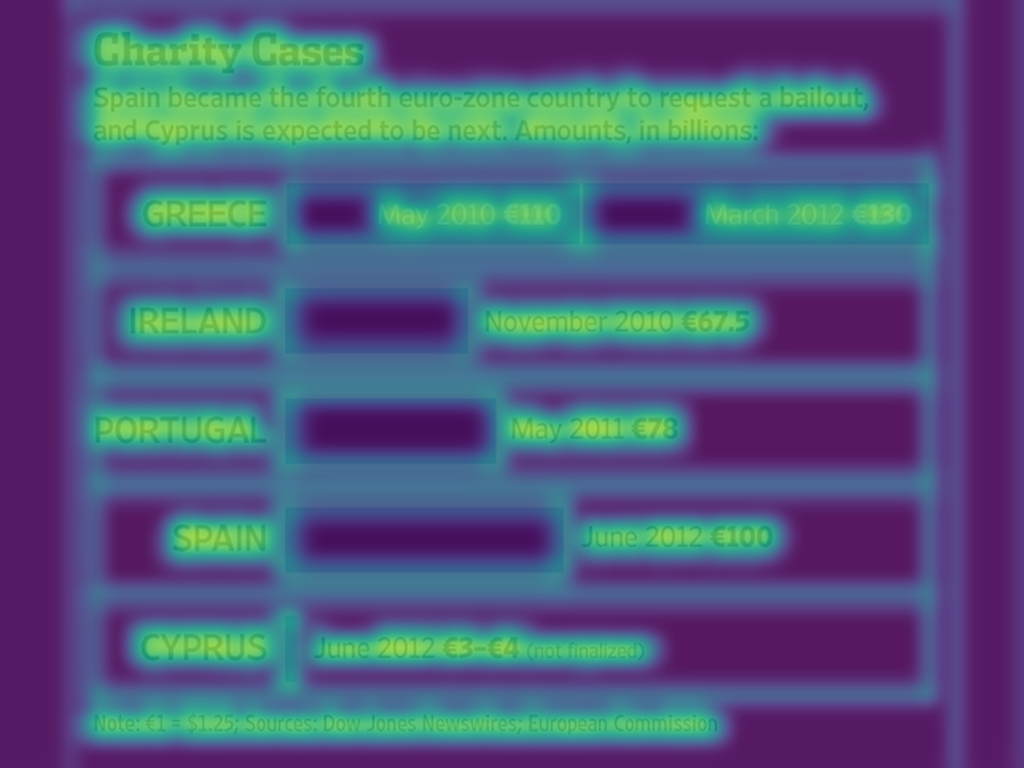 Charity Cases
Spain became the fourth euro-zone country to request a bailout,
and Cyprus is expected to be next. Amounts, in billions:
GREECE May 2010 €110 March 2012 €130
IRELAND November 2010 €67.5
PORTUGAL May 2011 €78
SPAIN June 2012 €100
CYPRUS June 2012 €3–€4 (not finalized)
Note: €1 = $1.25; Sources: Dow Jones Newswires; European Commission